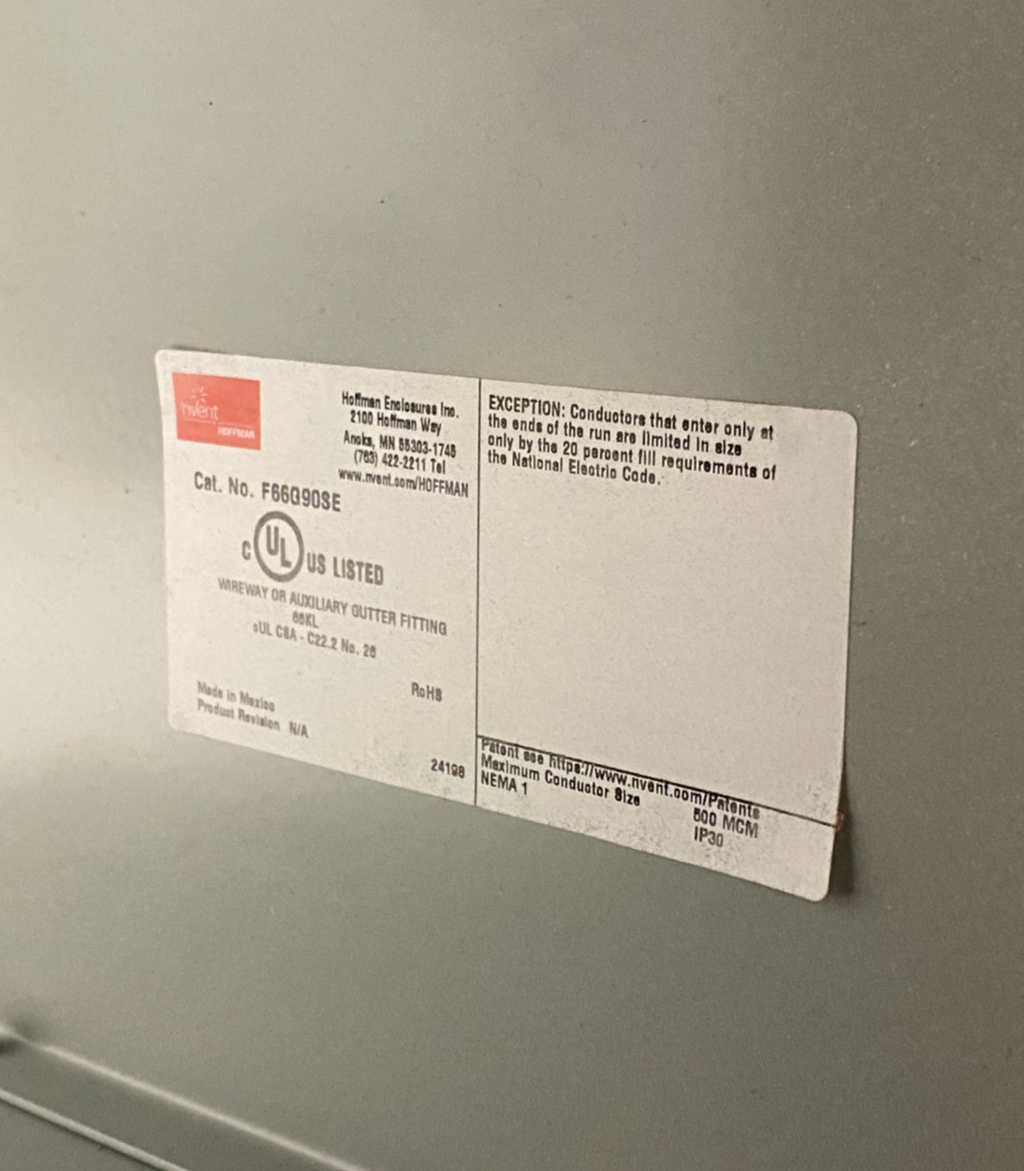 nvent
HOFFMAN
Hoffman Enclosures Inc.
2100 Hoffman Way
Anoka, MN 55303-1745
(763) 422-2211 Tel
www.nvent.com/HOFFMAN
Cat. No. F66G90SE
C UL US LISTED
WIREWAY OR AUXILIARY GUTTER FITTING
66KL
cUL CSA - C22.2 No. 26
RoHS
Made in Mexico
Product Revision N/A
24198
EXCEPTION: Conductors that enter only at
the ends of the run are limited in size
only by the 20 percent fill requirements of
the National Electric Code.
Patent see https://www.nvent.com/Patents
Maximum Conductor Size 500 MCM
NEMA 1 IP30